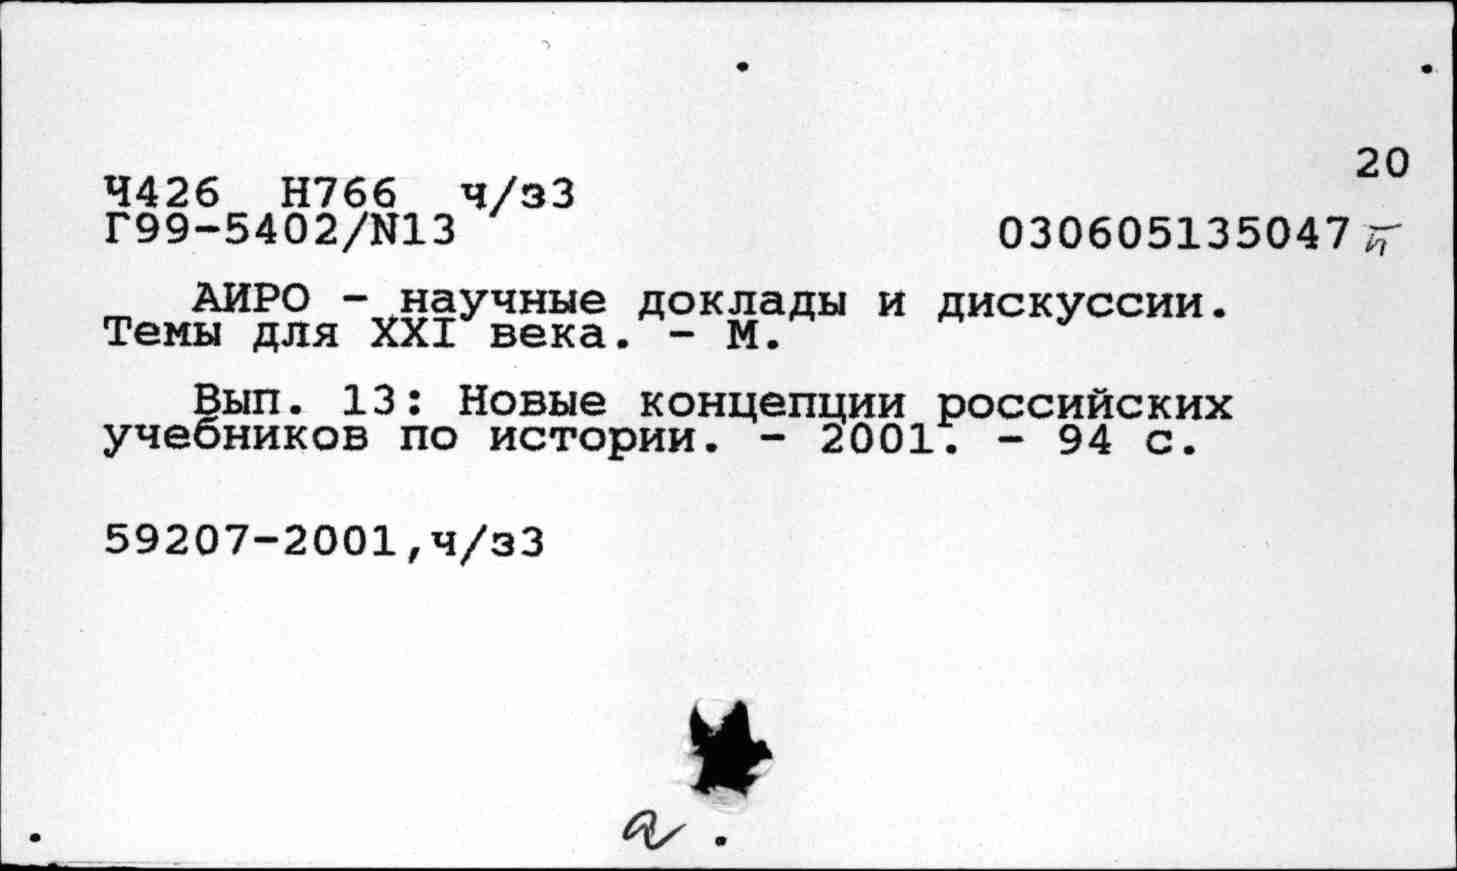 20
Ч426 Н766 ч/з3
Г99-5402/N13 030605135047
АИРО - научные доклады и дискуссии.
Темы для XXI века. - М.
Вып. 13: Новые концепции российских
учебников по истории. - 2001. - 94 с.
59207-2001,ч/з3